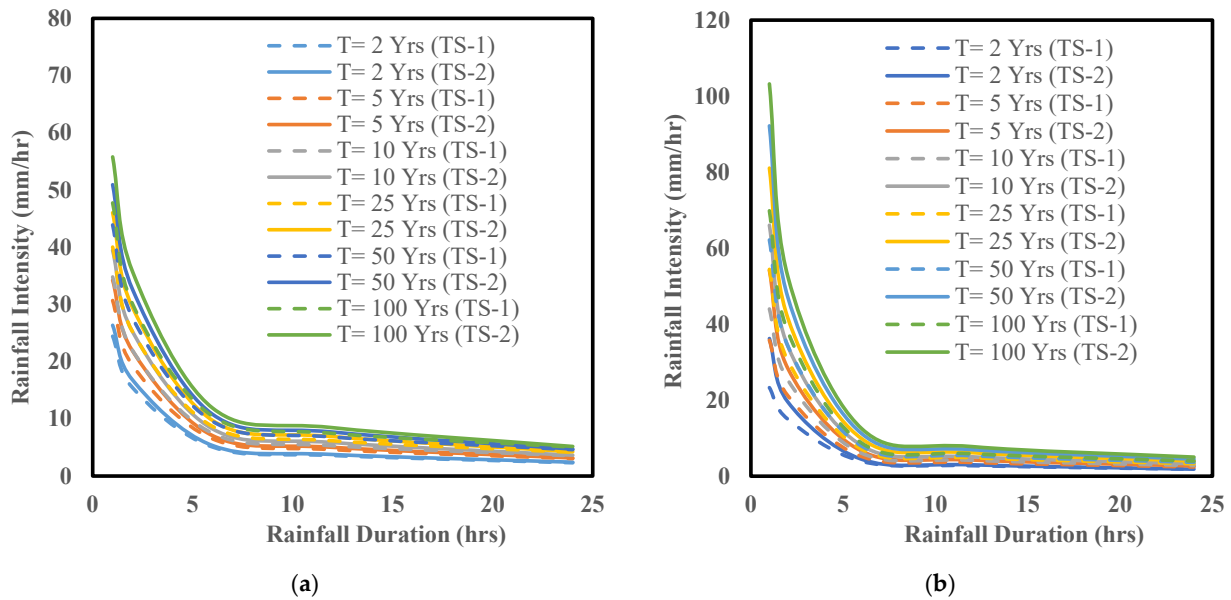 80
70
60
50
40
30
20
10
0
Rainfall Intensity (mm/hr)
T= 2 Yrs (TS-1)
T= 2 Yrs (TS-2)
T= 5 Yrs (TS-1)
T= 5 Yrs (TS-2)
T= 10 Yrs (TS-1)
T= 10 Yrs (TS-2)
T= 25 Yrs (TS-1)
T= 25 Yrs (TS-2)
T= 50 Yrs (TS-1)
T= 50 Yrs (TS-2)
T= 100 Yrs (TS-1)
T= 100 Yrs (TS-2)
0 5 10 15 20 25
Rainfall Duration (hrs)
(a)
120
100
80
60
40
20
0
Rainfall Intensity (mm/hr)
T= 2 Yrs (TS-1)
T= 2 Yrs (TS-2)
T= 5 Yrs (TS-1)
T= 5 Yrs (TS-2)
T= 10 Yrs (TS-1)
T= 10 Yrs (TS-2)
T= 25 Yrs (TS-1)
T= 25 Yrs (TS-2)
T= 50 Yrs (TS-1)
T= 50 Yrs (TS-2)
T= 100 Yrs (TS-1)
T= 100 Yrs (TS-2)
0 5 10 15 20 25
Rainfall Duration (hrs)
(b)